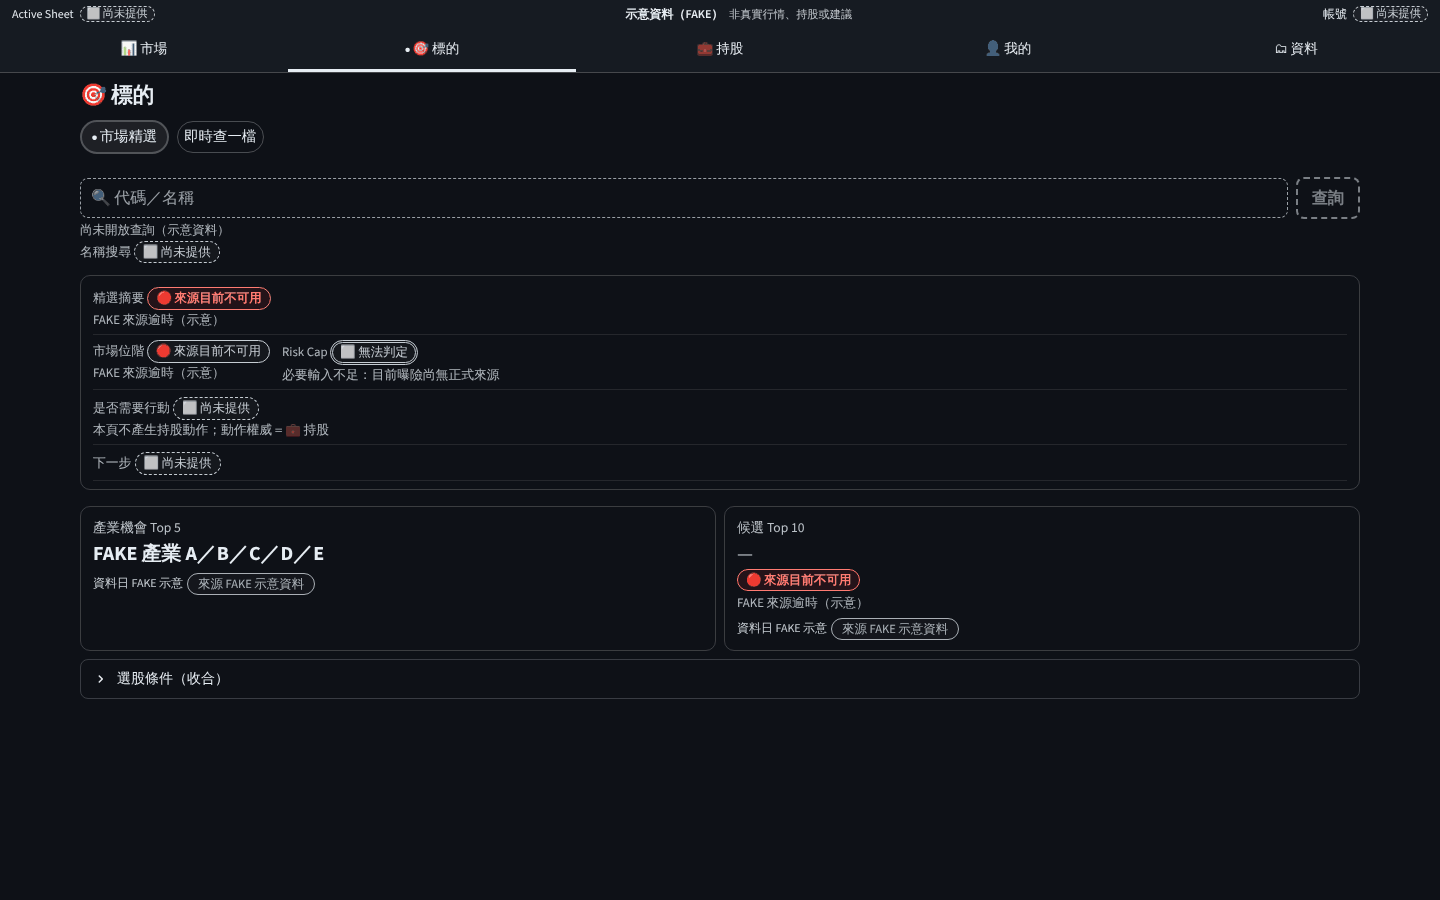 Active Sheet ⬜ 尚未提供
示意資料（FAKE） 非真實行情、持股或建議
帳號 ⬜ 尚未提供
📊 市場
● 🎯 標的
💼 持股
👤 我的
🗂 資料
🎯 標的
● 市場精選
即時查一檔
🔍 代碼／名稱
查詢
尚未開放查詢（示意資料）
名稱搜尋 ⬜ 尚未提供
精選摘要 🔴 來源目前不可用
FAKE 來源逾時（示意）
市場位階 🔴 來源目前不可用
FAKE 來源逾時（示意）
Risk Cap ⬜ 無法判定
必要輸入不足：目前曝險尚無正式來源
是否需要行動 ⬜ 尚未提供
本頁不產生持股動作；動作權威＝💼 持股
下一步 ⬜ 尚未提供
產業機會 Top 5
FAKE 產業 A／B／C／D／E
資料日 FAKE 示意 來源 FAKE 示意資料
候選 Top 10
—
🔴 來源目前不可用
FAKE 來源逾時（示意）
資料日 FAKE 示意 來源 FAKE 示意資料
選股條件（收合）